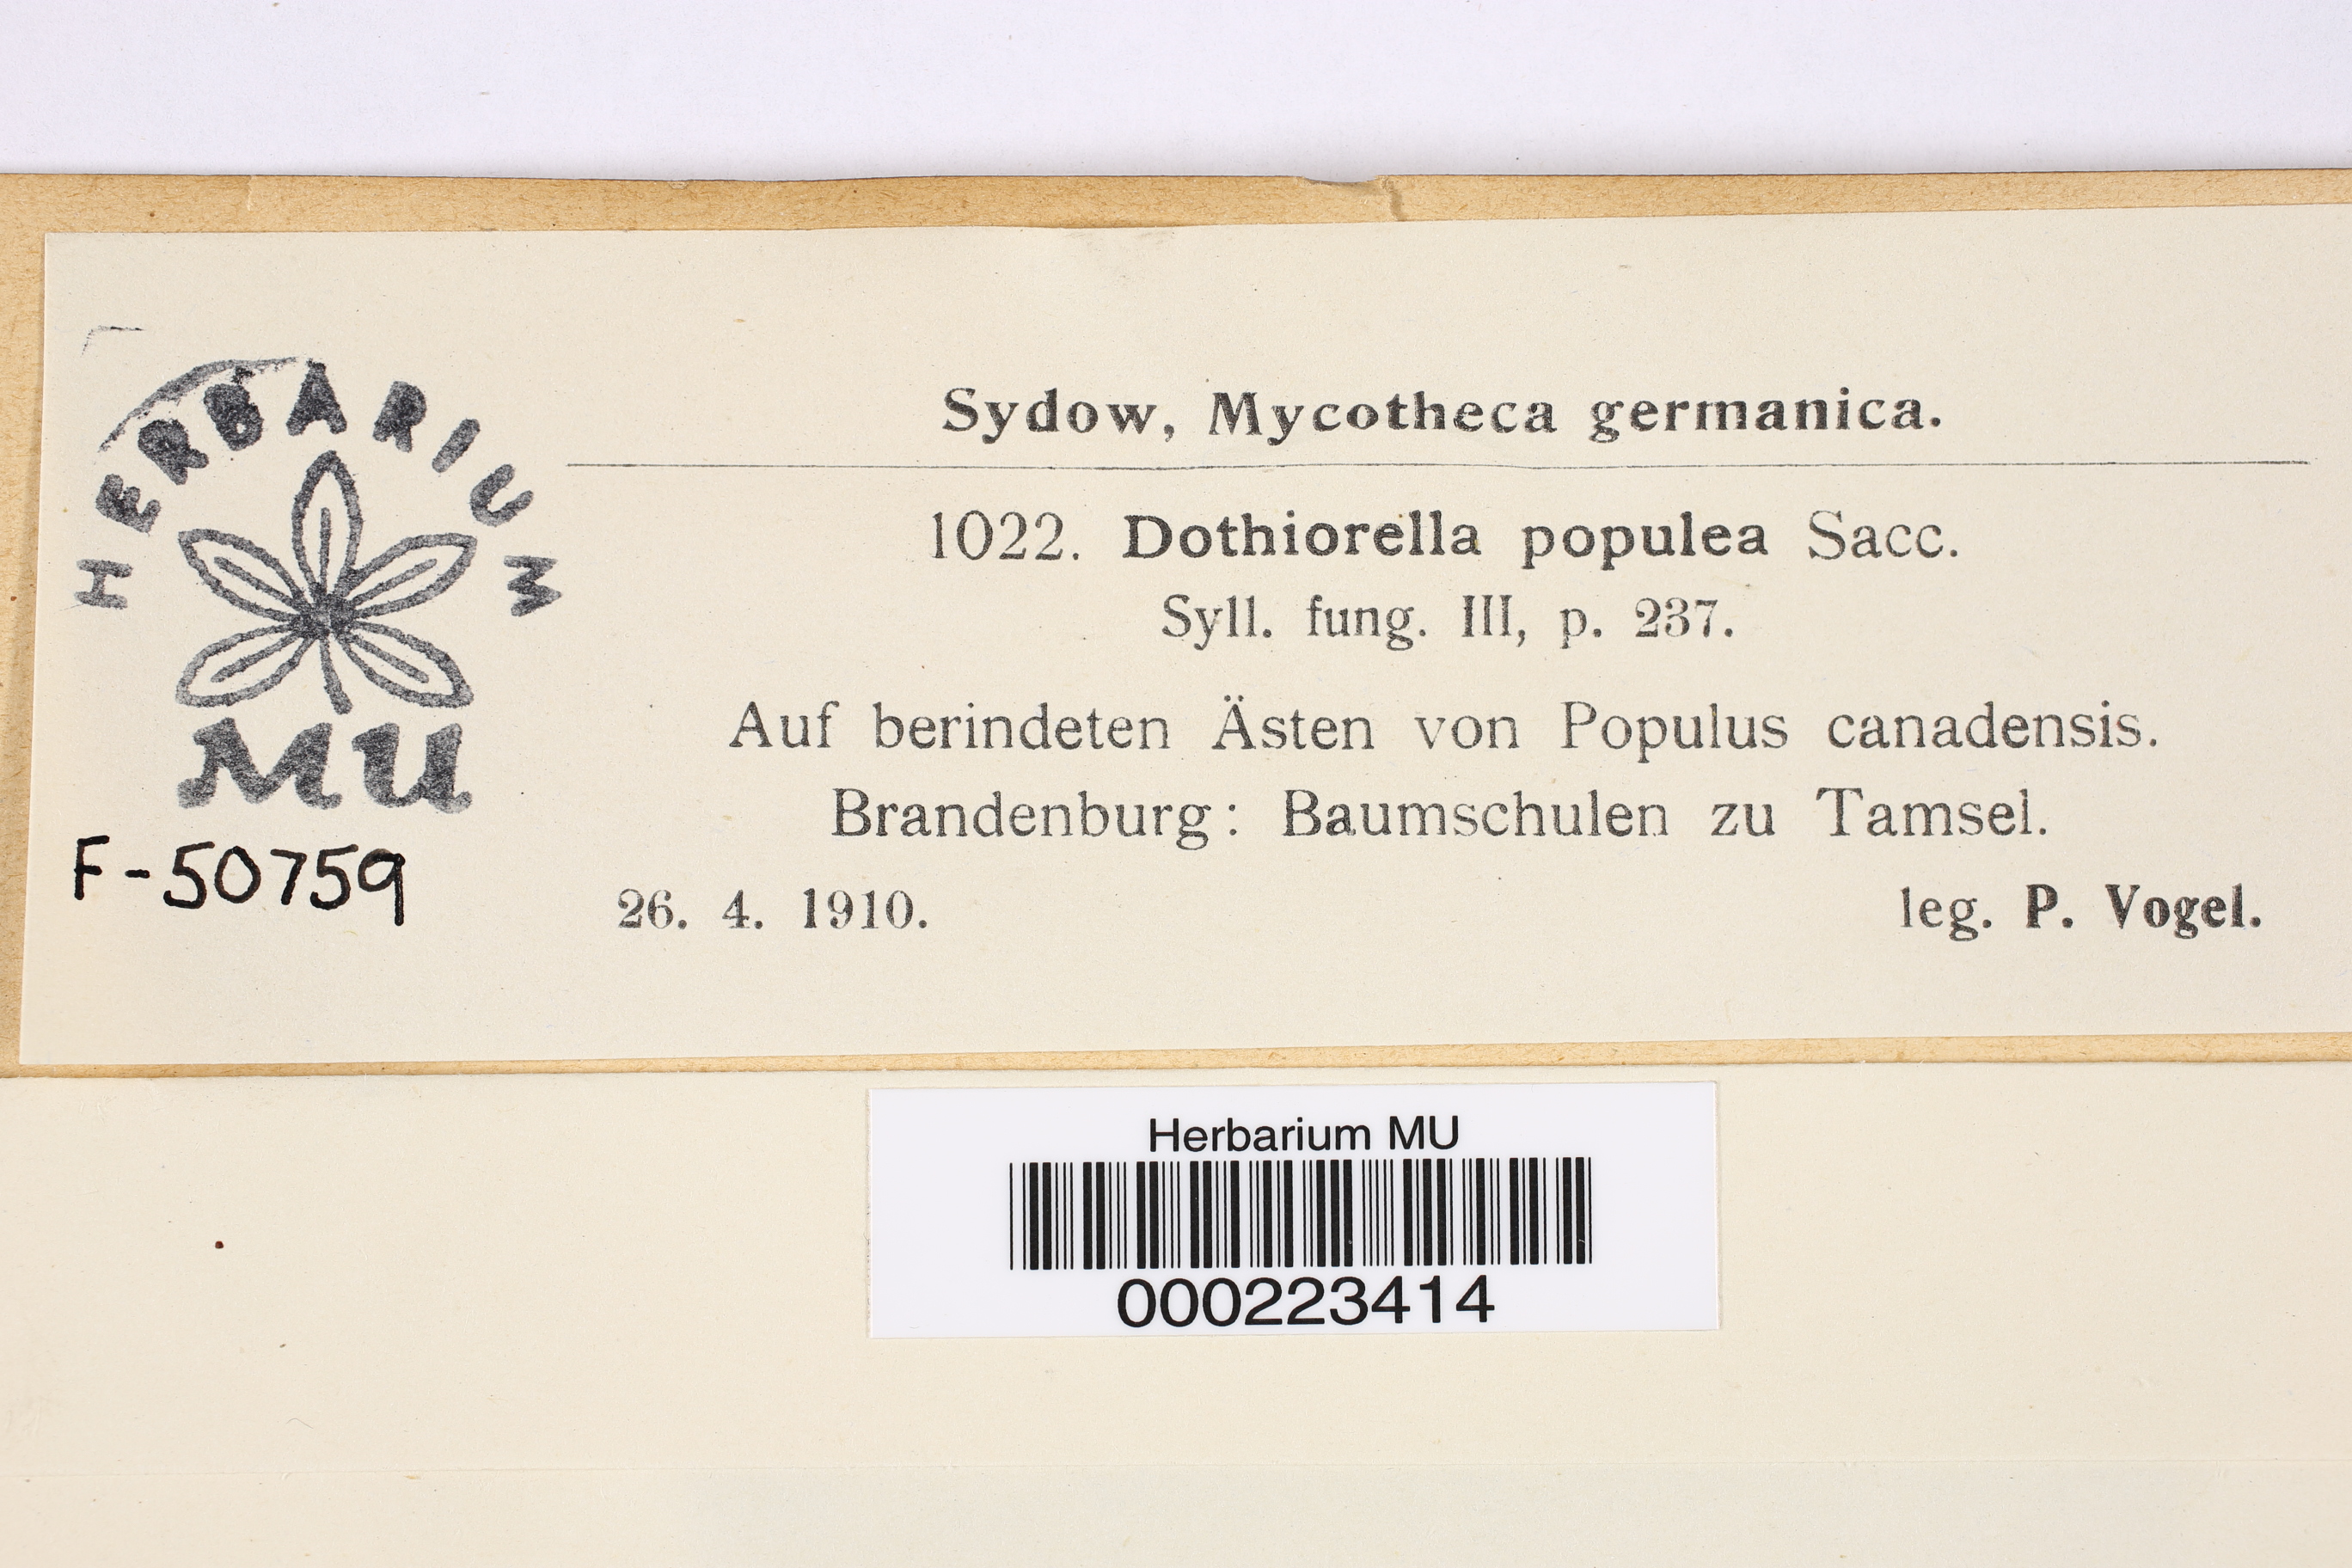 HERBARIUM
MU
F-50759
Sydow, Mycotheca germanica.
1022. Dothiorella populea Sacc.
Syll. fung. III, p. 237.
Auf berindeten Ästen von Populus canadensis.
Brandenburg: Baumschulen zu Tamsel.
26. 4. 1910. leg. P. Vogel.
Herbarium MU
000223414